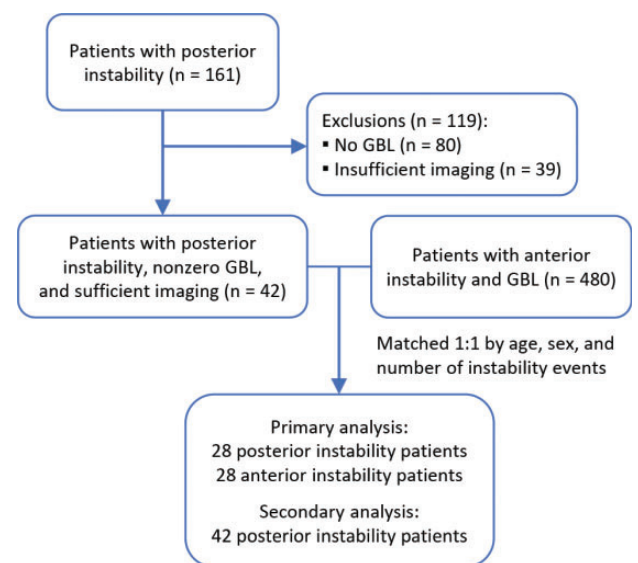 Patients with posterior
instability (n = 161)
Exclusions (n = 119):
▪ No GBL (n = 80)
▪ Insufficient imaging (n = 39)
Patients with posterior
instability, nonzero GBL,
and sufficient imaging (n = 42)
Patients with anterior
instability and GBL (n = 480)
Matched 1:1 by age, sex, and
number of instability events
Primary analysis:
28 posterior instability patients
28 anterior instability patients
Secondary analysis:
42 posterior instability patients